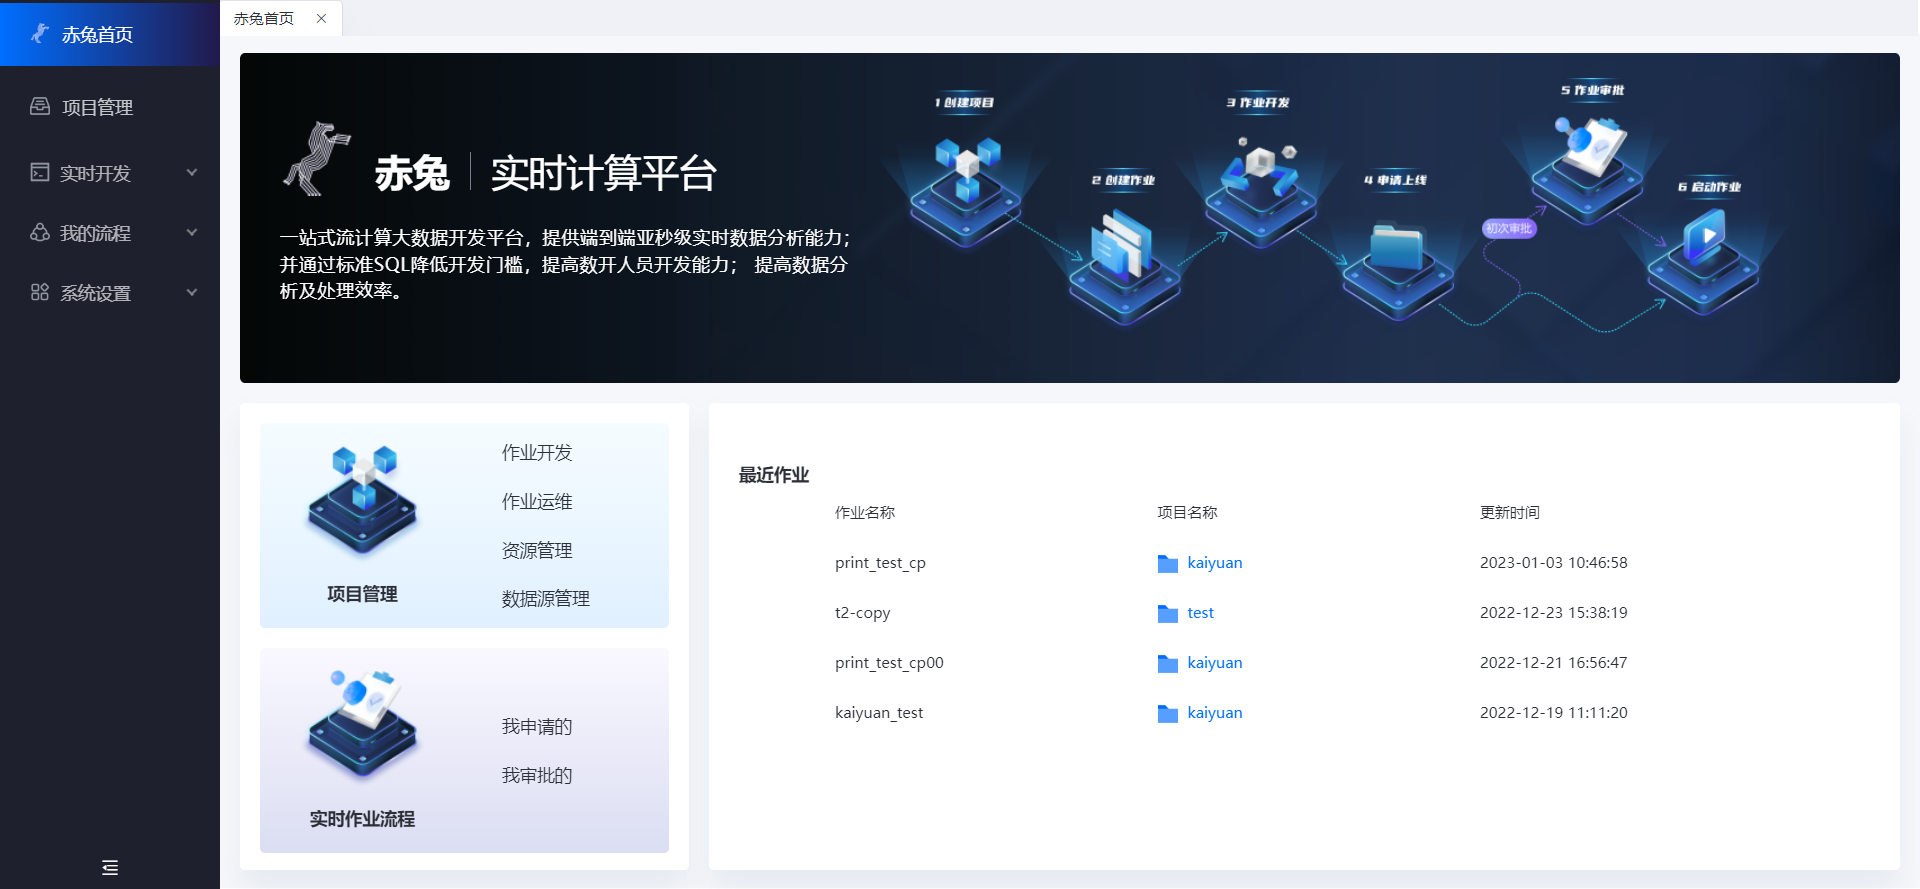 赤兔首页
项目管理
实时开发
我的流程
系统设置
赤兔首页
赤兔 实时计算平台
一站式流计算大数据开发平台，提供端到端亚秒级实时数据分析能力；
并通过标准SQL降低开发门槛，提高数开人员开发能力； 提高数据分
析及处理效率。
1 创建项目
2 创建作业
3 作业开发
4 申请上线
初次审批
5 作业审批
6 启动作业
项目管理
作业开发
作业运维
资源管理
数据源管理
实时作业流程
我申请的
我审批的
最近作业
作业名称 项目名称 更新时间
print_test_cp kaiyuan 2023-01-03 10:46:58
t2-copy test 2022-12-23 15:38:19
print_test_cp00 kaiyuan 2022-12-21 16:56:47
kaiyuan_test kaiyuan 2022-12-19 11:11:20